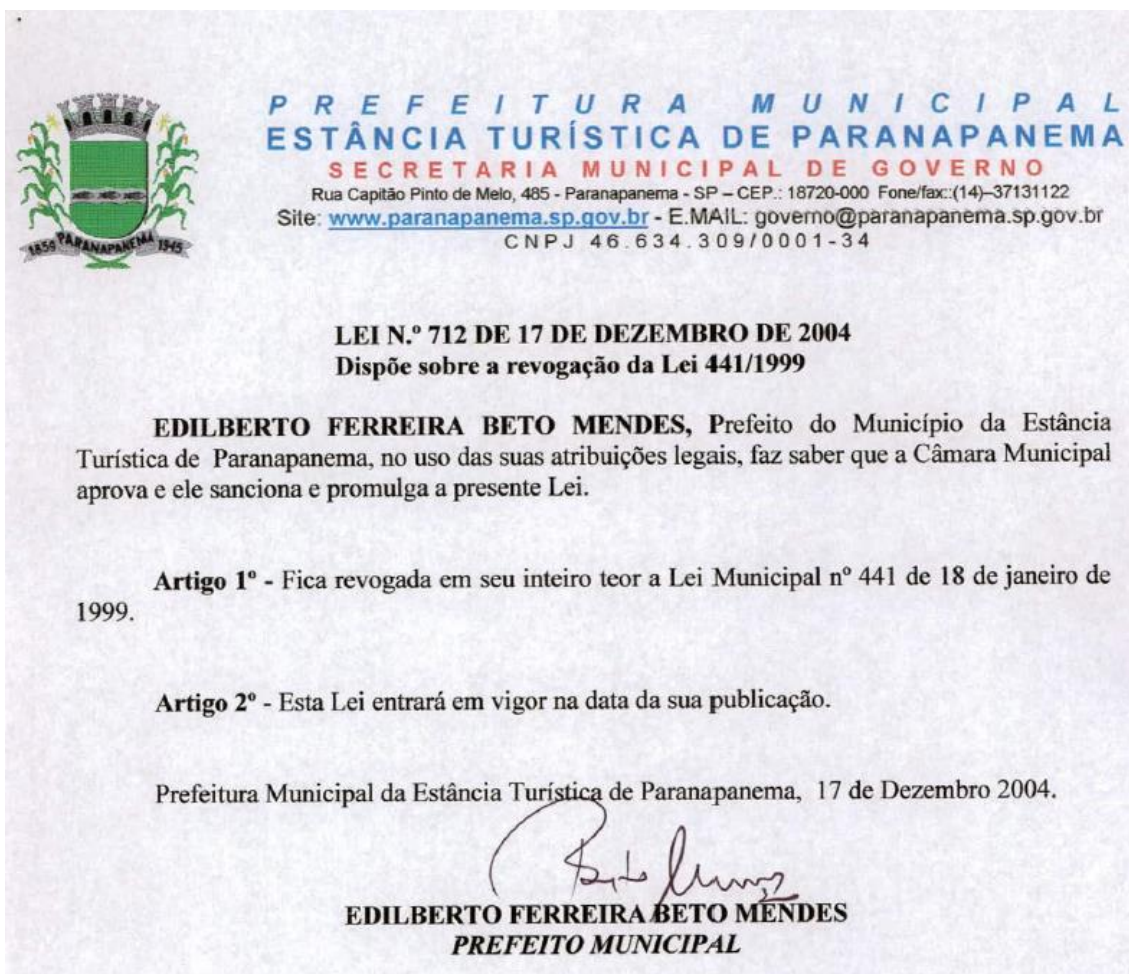 PREFEITURA MUNICIPAL
ESTÂNCIA TURÍSTICA DE PARANAPANEMA
SECRETARIA MUNICIPAL DE GOVERNO
Rua Capitão Pinto de Melo, 485 - Paranapanema - SP – CEP.: 18720-000 Fone/fax.:(14)–37131122
Site: www.paranapanema.sp.gov.br - E.MAIL: governo@paranapanema.sp.gov.br
CNPJ 46.634.309/0001-34
1859 PARANAPANEMA 1945
LEI N.º 712 DE 17 DE DEZEMBRO DE 2004
Dispõe sobre a revogação da Lei 441/1999
EDILBERTO FERREIRA BETO MENDES, Prefeito do Município da Estância
Turística de Paranapanema, no uso das suas atribuições legais, faz saber que a Câmara Municipal
aprova e ele sanciona e promulga a presente Lei.
Artigo 1º - Fica revogada em seu inteiro teor a Lei Municipal nº 441 de 18 de janeiro de
1999.
Artigo 2º - Esta Lei entrará em vigor na data da sua publicação.
Prefeitura Municipal da Estância Turística de Paranapanema, 17 de Dezembro 2004.
EDILBERTO FERREIRA BETO MENDES
PREFEITO MUNICIPAL